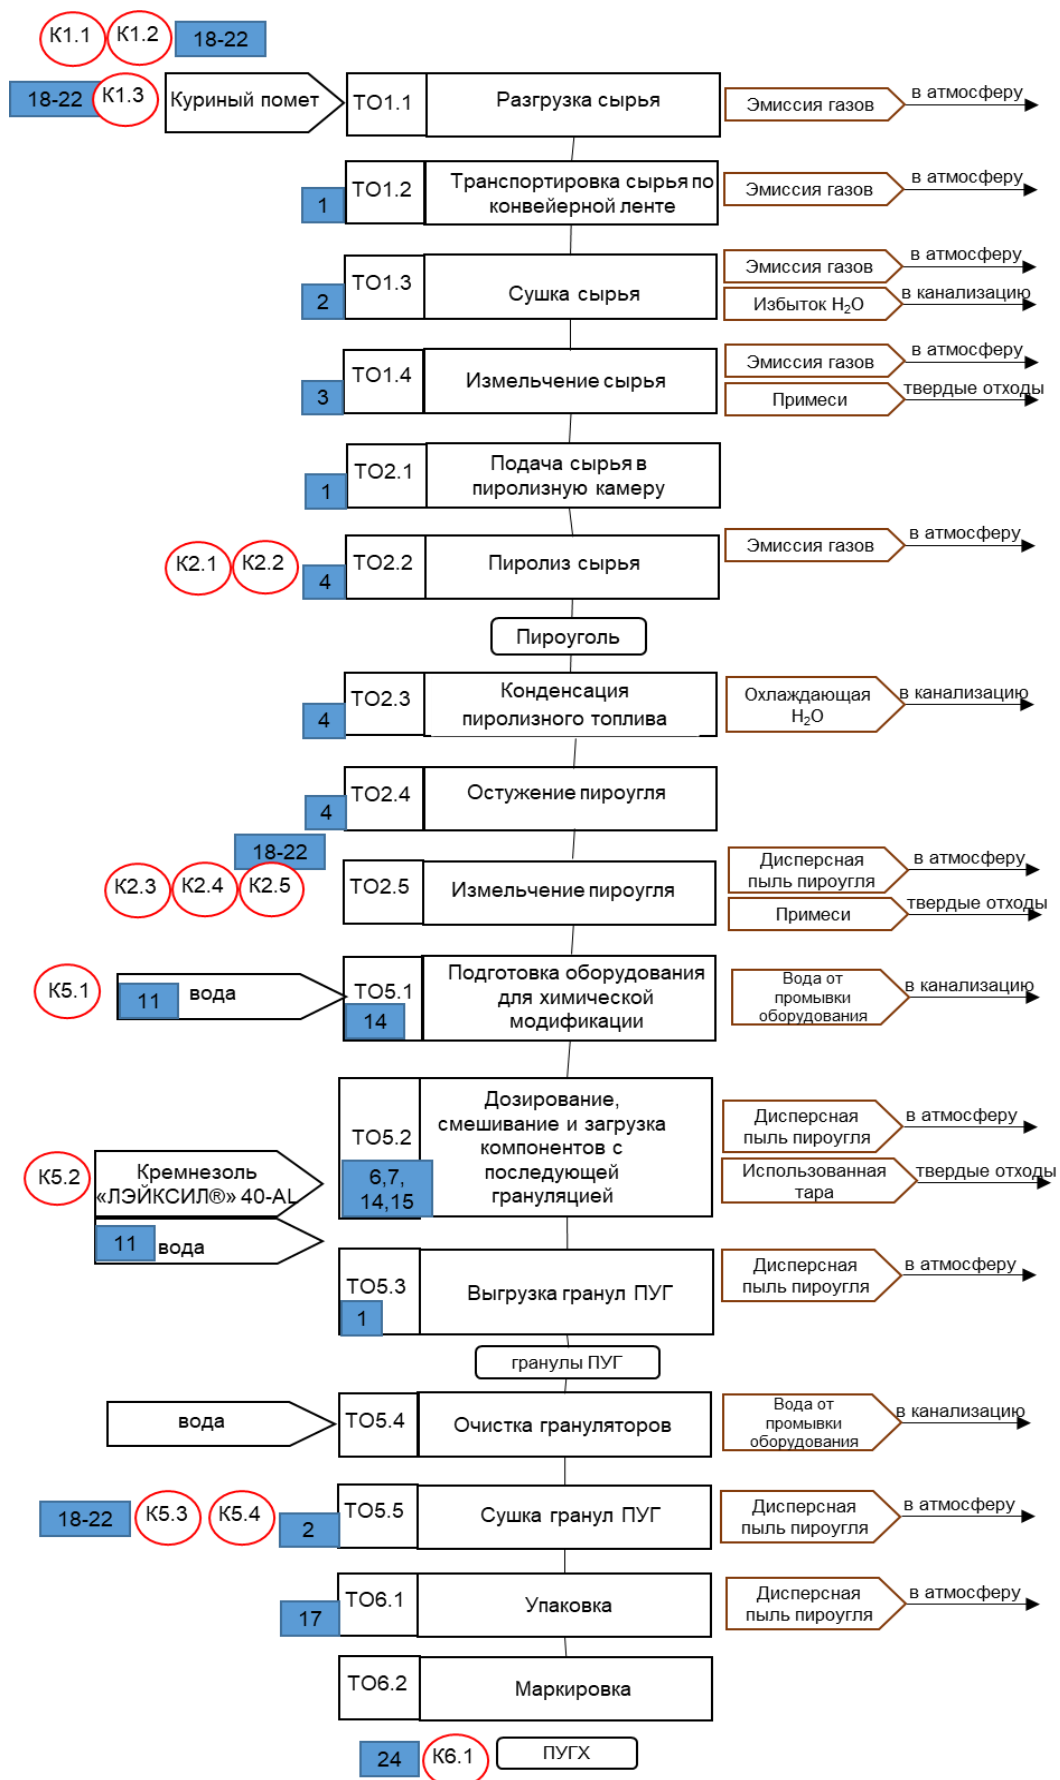 К1.1 К1.2 18-22
18-22 К1.3 Куриный помет ТО1.1 Разгрузка сырья Эмиссия газов в атмосферу
1 ТО1.2 Транспортировка сырья по
конвейерной ленте
Эмиссия газов в атмосферу
2 ТО1.3 Сушка сырья
Эмиссия газов в атмосферу
Избыток H₂O в канализацию
3 ТО1.4 Измельчение сырья
Эмиссия газов в атмосферу
Примеси твердые отходы
1 ТО2.1 Подача сырья в
пиролизную камеру
К2.1 К2.2 4 ТО2.2 Пиролиз сырья Эмиссия газов в атмосферу
Пироуголь
4 ТО2.3 Конденсация
пиролизного топлива
Охлаждающая
H₂O
в канализацию
4 ТО2.4 Остужение пироугля
18-22
К2.3 К2.4 К2.5 ТО2.5 Измельчение пироугля
Дисперсная
пыль пироугля
в атмосферу
Примеси твердые отходы
К5.1 11 вода ТО5.1 14
Подготовка оборудования
для химической
модификации
Вода от
промывки
оборудования
в канализацию
К5.2 Кремнезоль
«ЛЭЙКСИЛ®» 40-AL
11 вода
ТО5.2
6,7,
14,15
Дозирование,
смешивание и загрузка
компонентов с
последующей
грануляцией
Дисперсная
пыль пироугля
в атмосферу
Использованная
тара
твердые отходы
ТО5.3
1
Выгрузка гранул ПУГ
Дисперсная
пыль пироугля
в атмосферу
гранулы ПУГ
вода ТО5.4 Очистка грануляторов
Вода от
промывки
оборудования
в канализацию
18-22 К5.3 К5.4 2 ТО5.5 Сушка гранул ПУГ
Дисперсная
пыль пироугля
в атмосферу
17 ТО6.1 Упаковка
Дисперсная
пыль пироугля
в атмосферу
ТО6.2 Маркировка
24 К6.1 ПУГХ